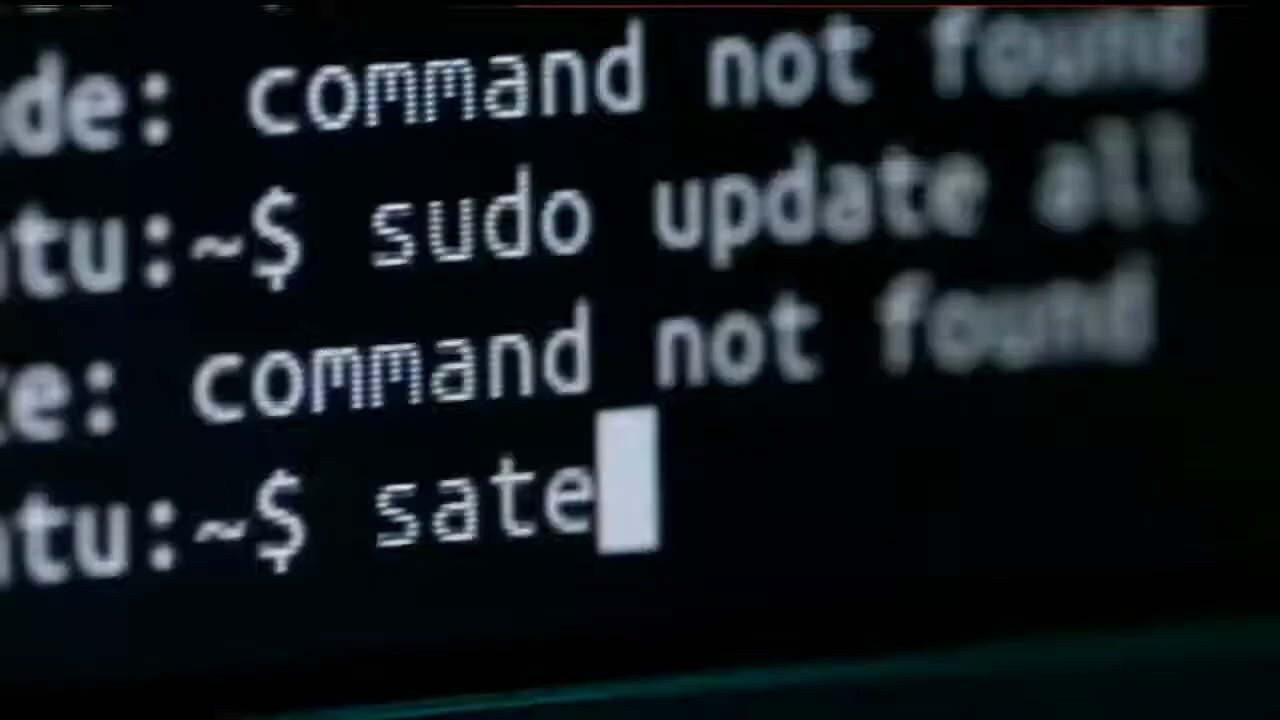 de: command not found
tu:~$ sudo update all
e: command not found
tu:~$ sate